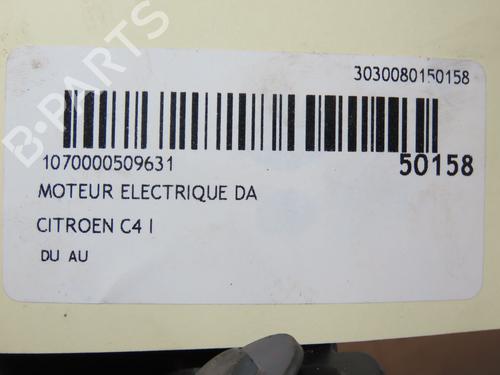 3030080150158
1070000509631
50158
MOTEUR ELECTRIQUE DA
CITROEN C4 I
DU AU
B-PARTS